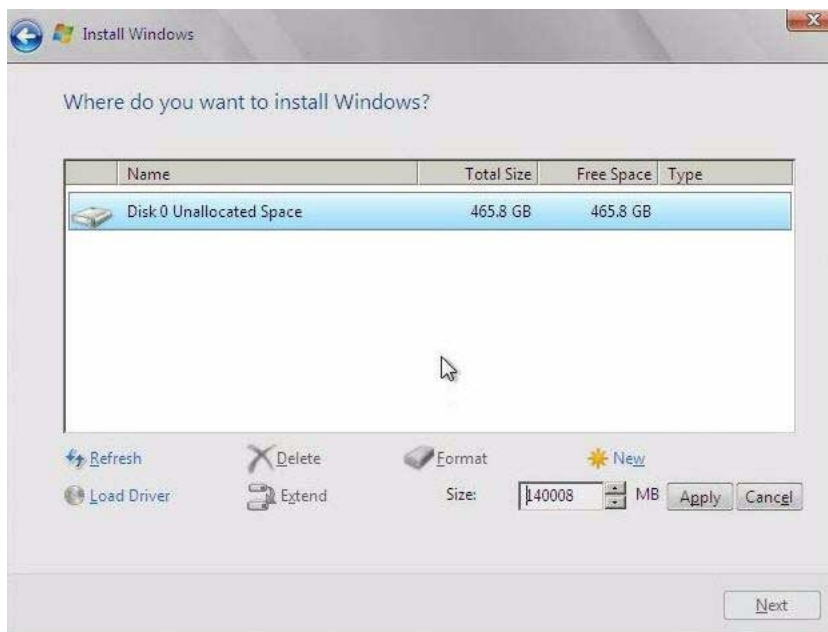 Install Windows
Where do you want to install Windows?
Name Total Size Free Space Type
Disk 0 Unallocated Space 465.8 GB 465.8 GB
Refresh Delete Format New
Load Driver Extend Size: 140008 MB Apply Cancel
Next